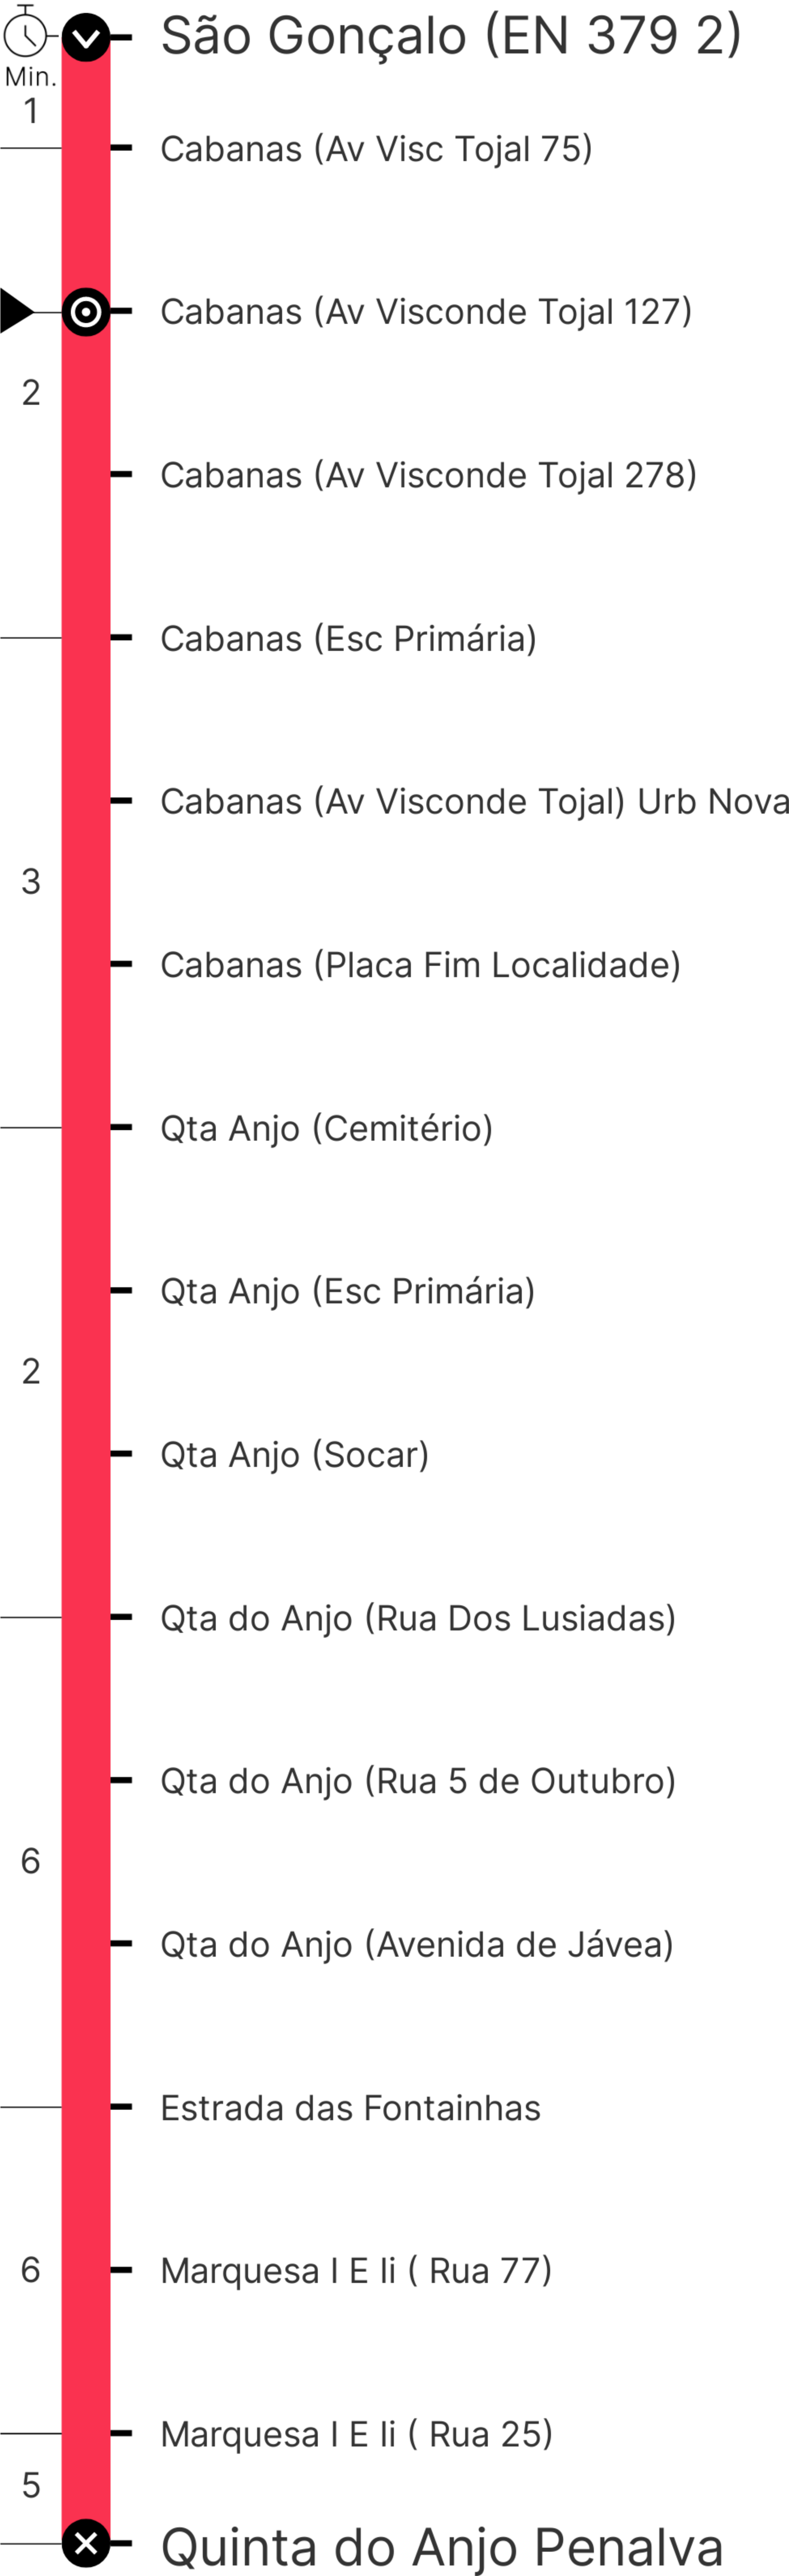 São Gonçalo (EN 379 2)
Min.
1
Cabanas (Av Visc Tojal 75)
Cabanas (Av Visconde Tojal 127)
2
Cabanas (Av Visconde Tojal 278)
Cabanas (Esc Primária)
Cabanas (Av Visconde Tojal) Urb Nova
3
Cabanas (Placa Fim Localidade)
Qta Anjo (Cemitério)
Qta Anjo (Esc Primária)
2
Qta Anjo (Socar)
Qta do Anjo (Rua Dos Lusiadas)
Qta do Anjo (Rua 5 de Outubro)
6
Qta do Anjo (Avenida de Jávea)
Estrada das Fontainhas
6
Marquesa I E Ii ( Rua 77)
Marquesa I E Ii ( Rua 25)
5
Quinta do Anjo Penalva